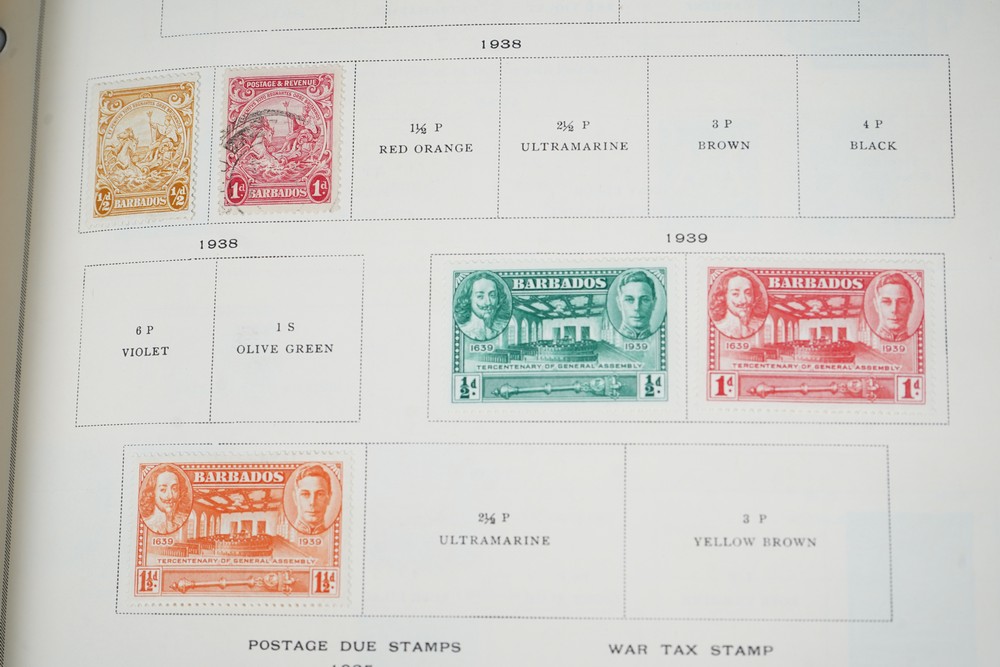 1938
½d
½d
BARBADOS
POSTAGE & REVENUE
1d.
1d.
BARBADOS
1½ P
RED ORANGE
2½ P
ULTRAMARINE
3 P
BROWN
4 P
BLACK
1938
6 P
VIOLET
1 S
OLIVE GREEN
1939
BARBADOS
1639
1939
TERCENTENARY OF GENERAL ASSEMBLY
½d.
½d.
BARBADOS
1639
1939
TERCENTENARY OF GENERAL ASSEMBLY
1d.
1d.
BARBADOS
1639
1939
TERCENTENARY OF GENERAL ASSEMBLY
1½d.
1½d.
2½ P
ULTRAMARINE
3 P
YELLOW BROWN
POSTAGE DUE STAMPS
WAR TAX STAMP